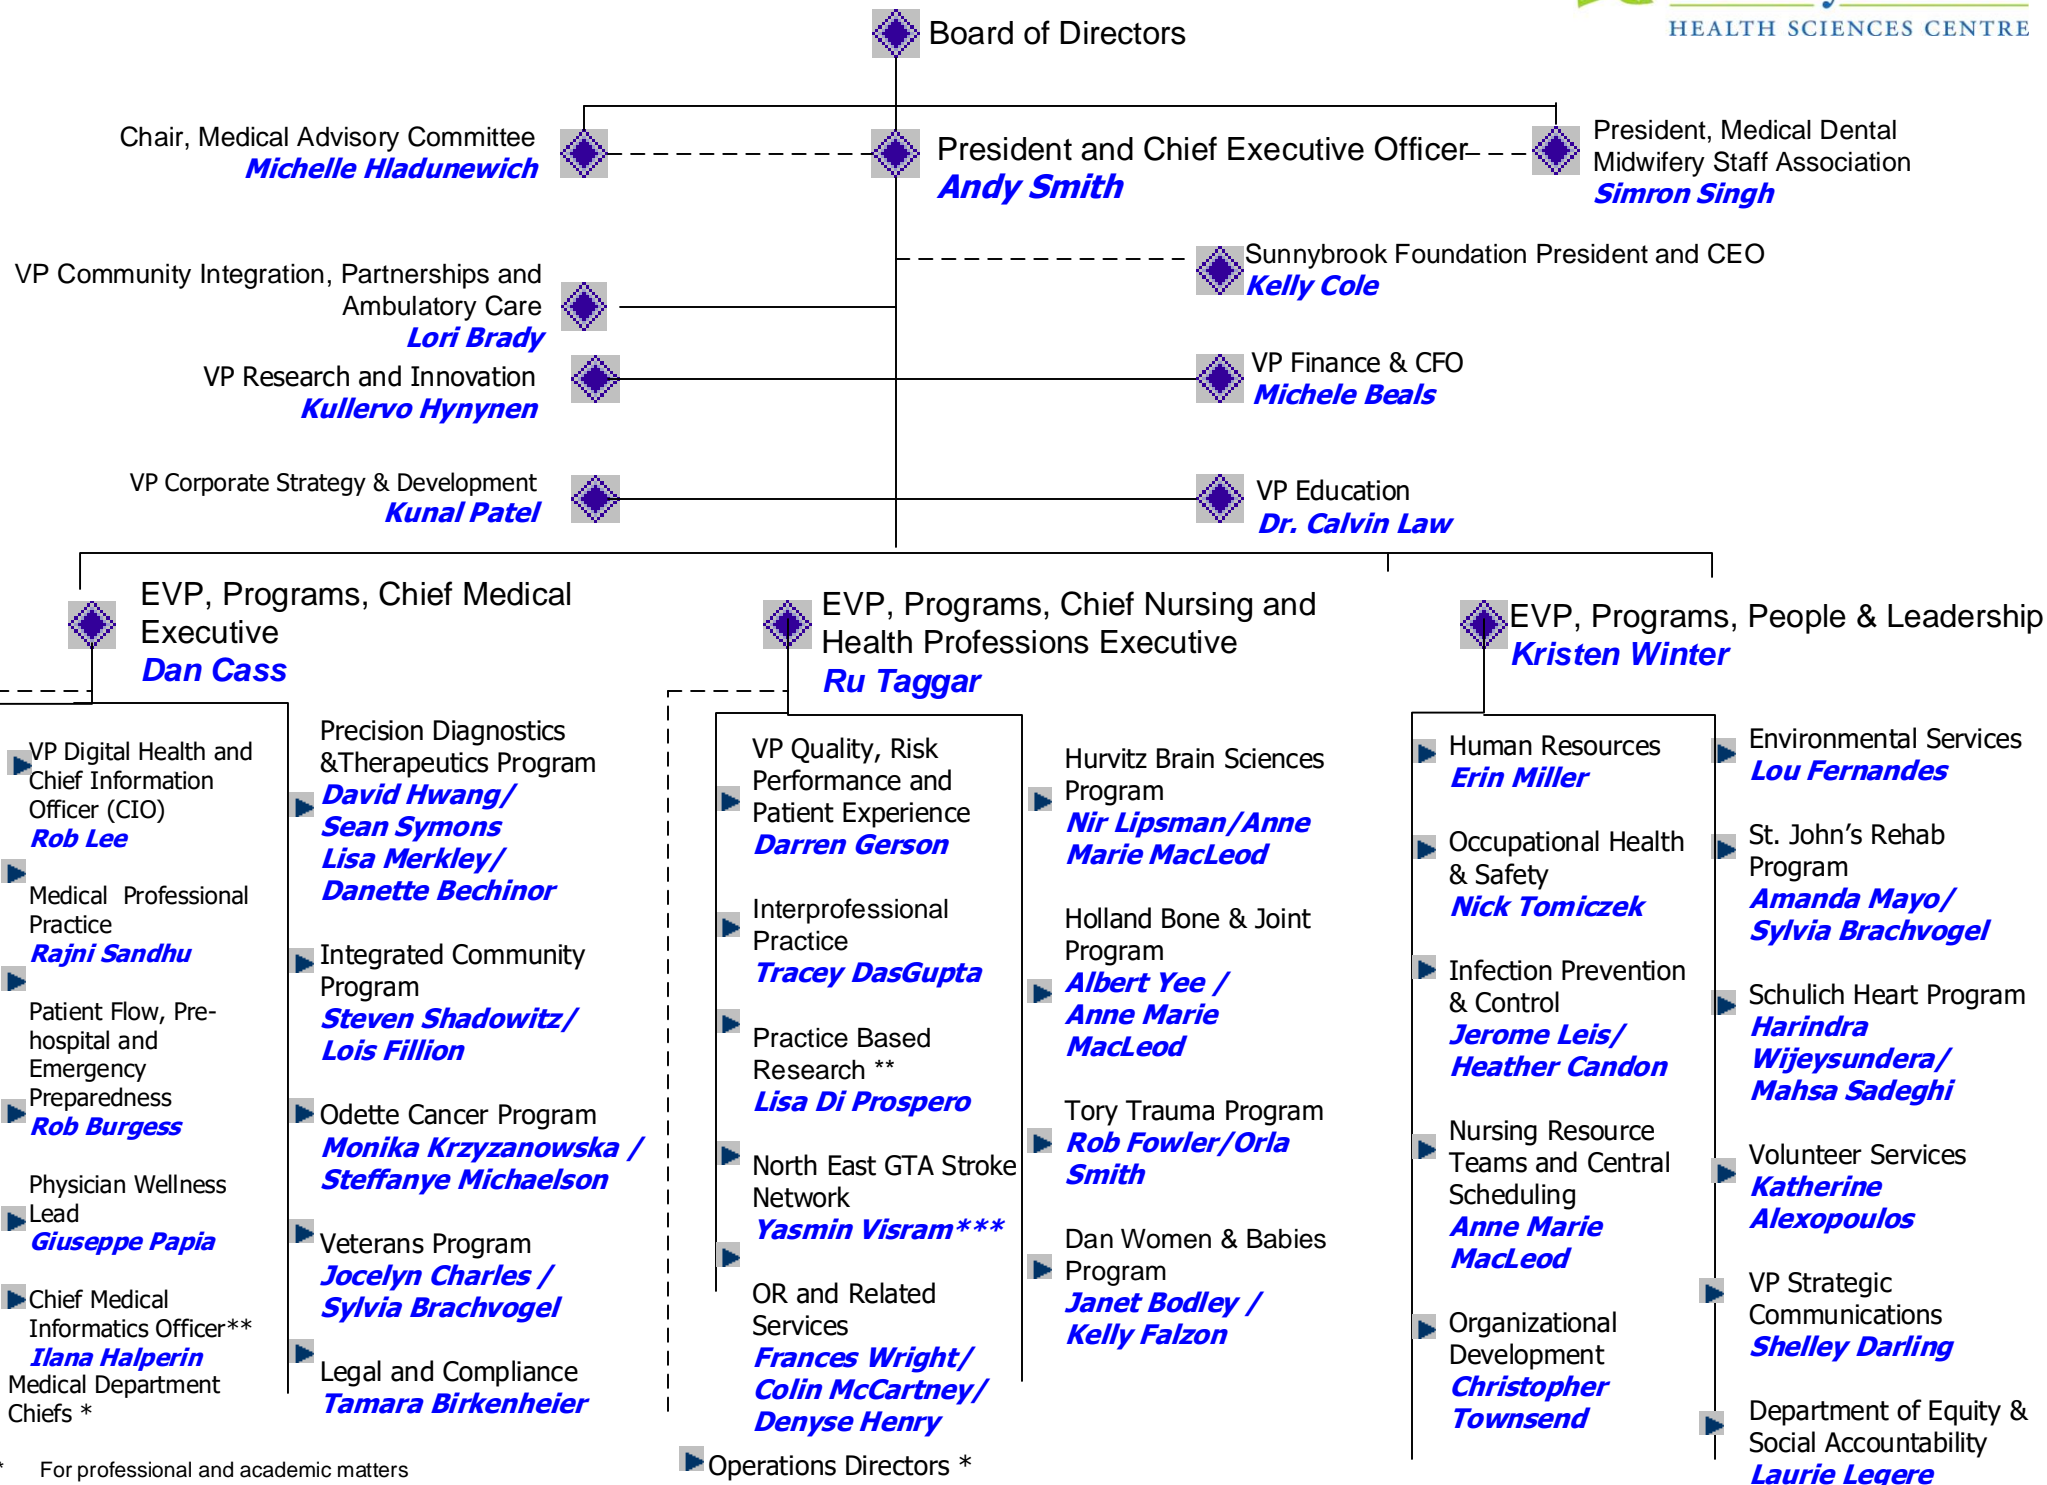 HEALTH SCIENCES CENTRE
Board of Directors
Chair, Medical Advisory Committee
Michelle Hladunewich
President and Chief Executive Officer
Andy Smith
President, Medical Dental
Midwifery Staff Association
Simron Singh
Sunnybrook Foundation President and CEO
Kelly Cole
VP Community Integration, Partnerships and
Ambulatory Care
Lori Brady
VP Research and Innovation
Kullervo Hynynen
VP Finance & CFO
Michele Beals
VP Corporate Strategy & Development
Kunal Patel
VP Education
Dr. Calvin Law
EVP, Programs, Chief Medical
Executive
Dan Cass
VP Digital Health and
Chief Information
Officer (CIO)
Rob Lee
Medical Professional
Practice
Rajni Sandhu
Patient Flow, Pre-
hospital and
Emergency
Preparedness
Rob Burgess
Physician Wellness
Lead
Giuseppe Papia
Chief Medical
Informatics Officer**
Ilana Halperin
Medical Department
Chiefs *
Precision Diagnostics
&Therapeutics Program
David Hwang/
Sean Symons
Lisa Merkley/
Danette Bechinor
Integrated Community
Program
Steven Shadowitz/
Lois Fillion
Odette Cancer Program
Monika Krzyzanowska /
Steffanye Michaelson
Veterans Program
Jocelyn Charles /
Sylvia Brachvogel
Legal and Compliance
Tamara Birkenheier
EVP, Programs, Chief Nursing and
Health Professions Executive
Ru Taggar
VP Quality, Risk
Performance and
Patient Experience
Darren Gerson
Interprofessional
Practice
Tracey DasGupta
Practice Based
Research **
Lisa Di Prospero
North East GTA Stroke
Network
Yasmin Visram***
OR and Related
Services
Frances Wright/
Colin McCartney/
Denyse Henry
Operations Directors *
Hurvitz Brain Sciences
Program
Nir Lipsman/Anne
Marie MacLeod
Holland Bone & Joint
Program
Albert Yee /
Anne Marie
MacLeod
Tory Trauma Program
Rob Fowler/Orla
Smith
Dan Women & Babies
Program
Janet Bodley /
Kelly Falzon
EVP, Programs, People & Leadership
Kristen Winter
Human Resources
Erin Miller
Occupational Health
& Safety
Nick Tomiczek
Infection Prevention
& Control
Jerome Leis/
Heather Candon
Nursing Resource
Teams and Central
Scheduling
Anne Marie
MacLeod
Organizational
Development
Christopher
Townsend
Environmental Services
Lou Fernandes
St. John’s Rehab
Program
Amanda Mayo/
Sylvia Brachvogel
Schulich Heart Program
Harindra
Wijeysundera/
Mahsa Sadeghi
Volunteer Services
Katherine
Alexopoulos
VP Strategic
Communications
Shelley Darling
Department of Equity &
Social Accountability
Laurie Legere
* For professional and academic matters